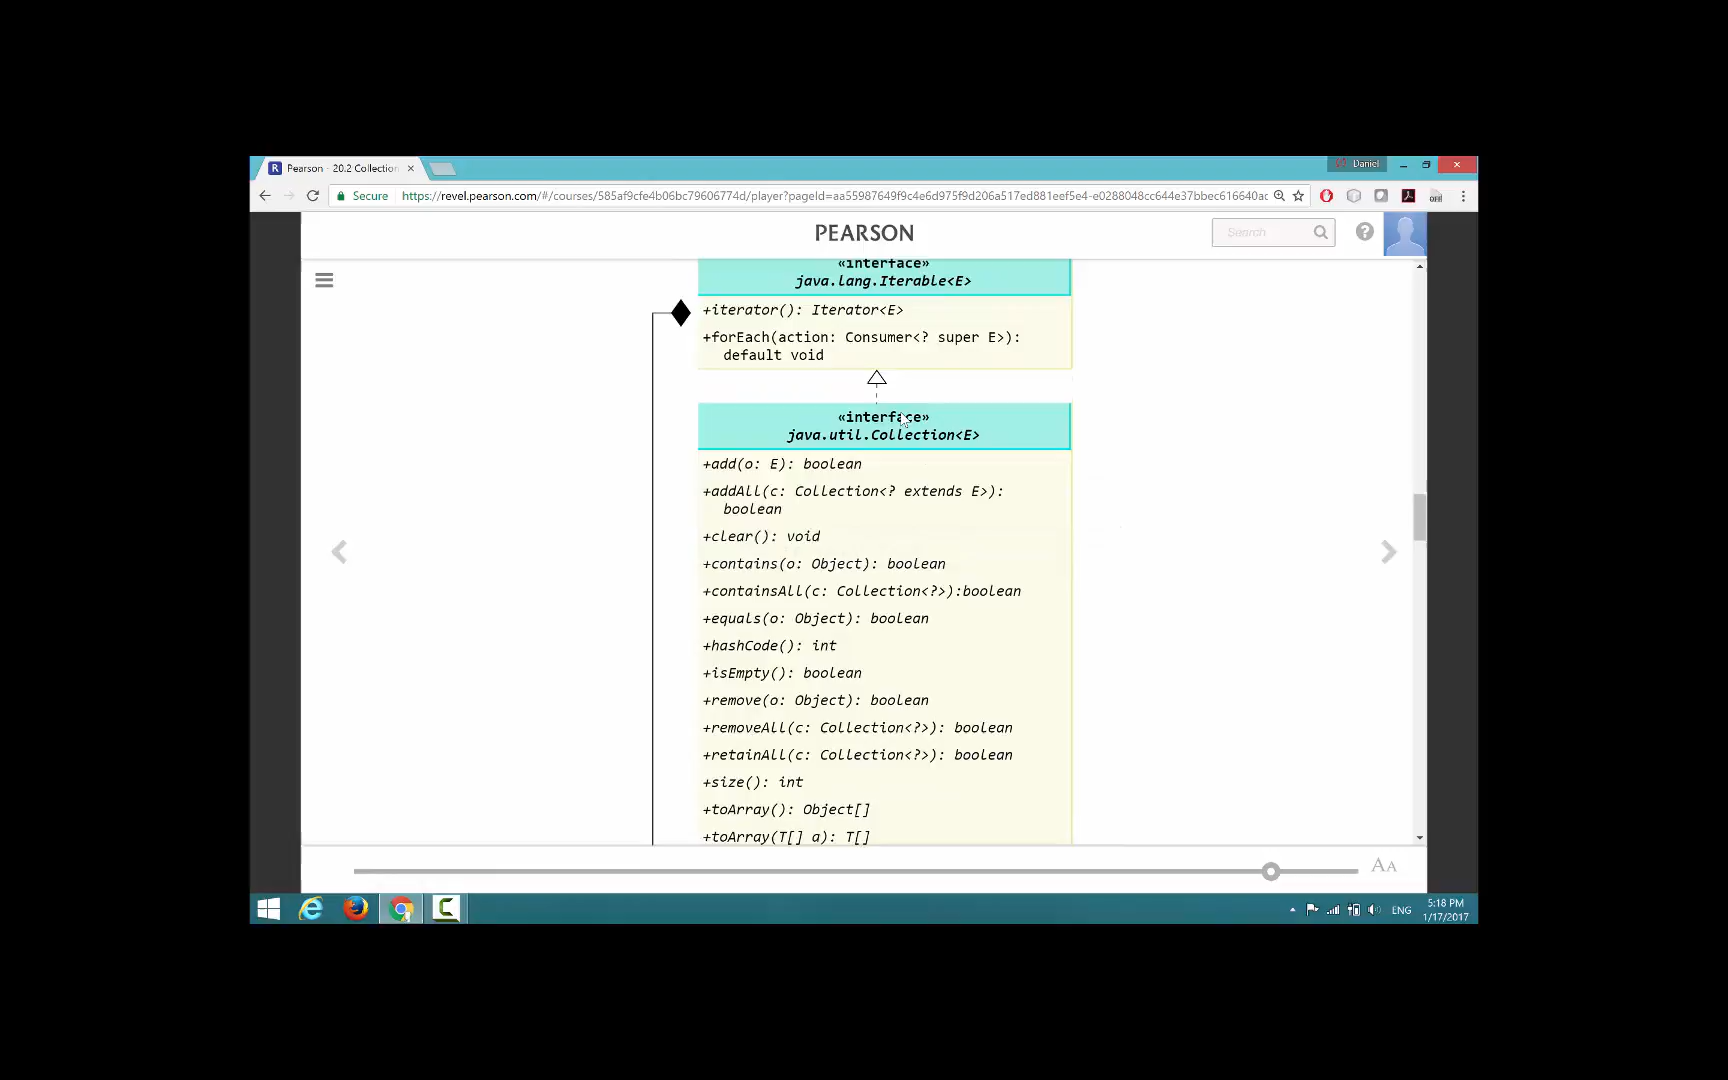 Pearson - 20.2 Collection
Daniel
Secure
https://revel.pearson.com/#/courses/585af9cfe4b06bc79606774d/player?pageId=aa55987649f9c4e6d975f9d206a517ed881eef5e4-e0288048cc644e37bbec616640ac
OFF
PEARSON
Search
«interface»
java.lang.Iterable<E>
+iterator(): Iterator<E>
+forEach(action: Consumer<? super E>):
default void
«interface»
java.util.Collection<E>
+add(o: E): boolean
+addAll(c: Collection<? extends E>):
boolean
+clear(): void
+contains(o: Object): boolean
+containsAll(c: Collection<?>):boolean
+equals(o: Object): boolean
+hashCode(): int
+isEmpty(): boolean
+remove(o: Object): boolean
+removeAll(c: Collection<?>): boolean
+retainAll(c: Collection<?>): boolean
+size(): int
+toArray(): Object[]
+toArray(T[] a): T[]
AA
ENG
5:18 PM
1/17/2017